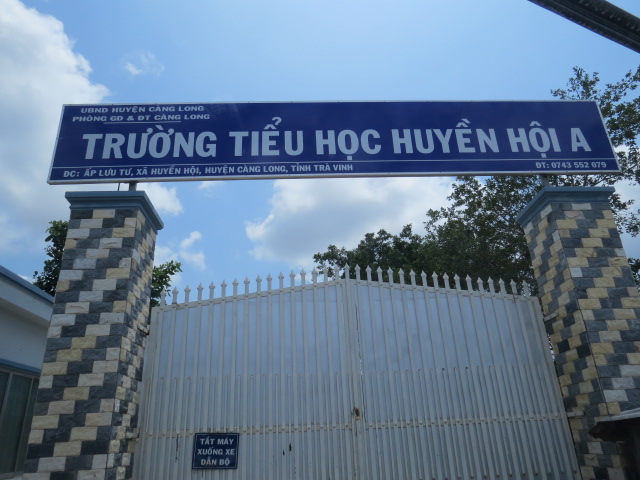 UBND HUYỆN CÀNG LONG
PHÒNG GD & ĐT CÀNG LONG
TRƯỜNG TIỂU HỌC HUYỀN HỘI A
ĐC: ẤP LƯU TƯ, XÃ HUYỀN HỘI, HUYỆN CÀNG LONG, TỈNH TRÀ VINH
ĐT: 0743 552 079
TẮT MÁY
XUỐNG XE
DẪN BỘ